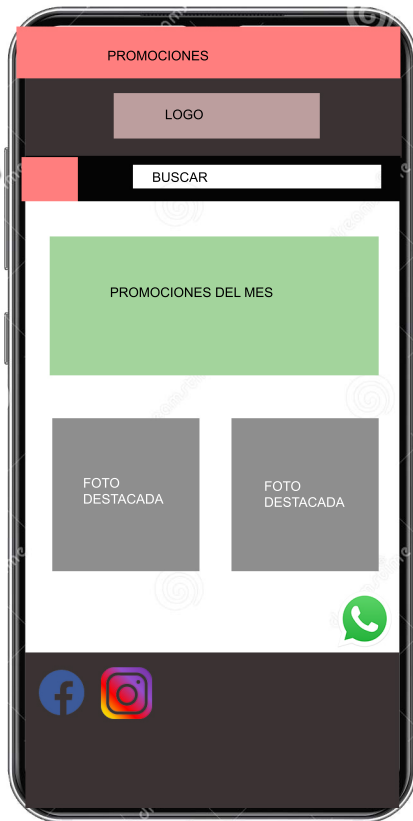 PROMOCIONES
LOGO
BUSCAR
PROMOCIONES DEL MES
FOTO
DESTACADA
FOTO
DESTACADA